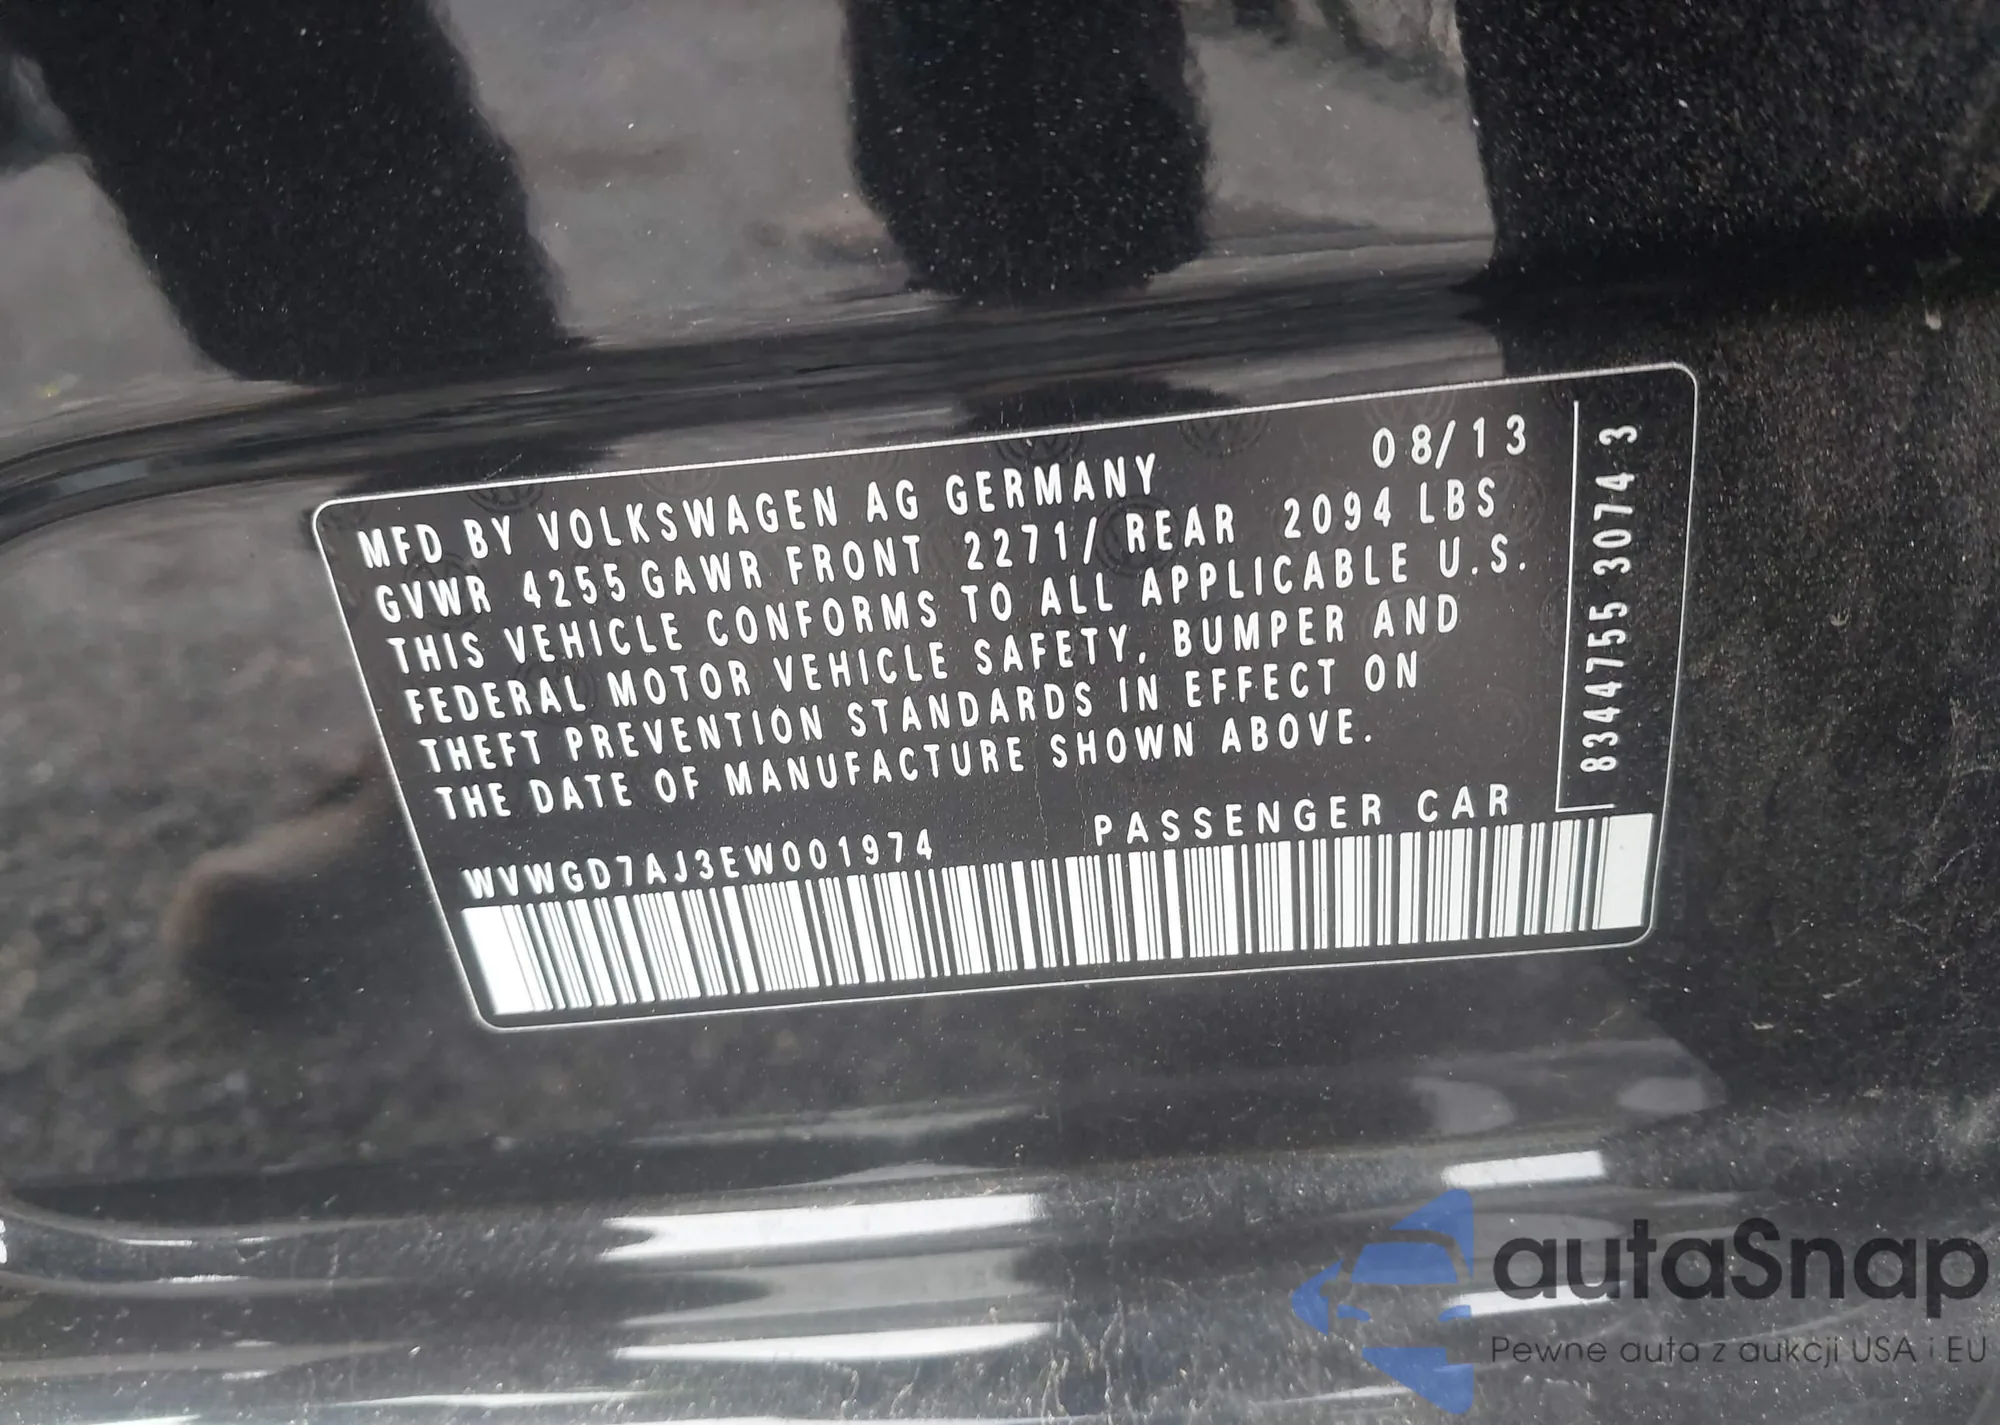 08/13
MFD BY VOLKSWAGEN AG GERMANY
GVWR 4255 GAWR FRONT 2271/ REAR 2094 LBS
THIS VEHICLE CONFORMS TO ALL APPLICABLE U.S.
FEDERAL MOTOR VEHICLE SAFETY, BUMPER AND
THEFT PREVENTION STANDARDS IN EFFECT ON
THE DATE OF MANUFACTURE SHOWN ABOVE.
WVWGD7AJ3EW001974 PASSENGER CAR
8344755 3074 3
autaSnap
Pewne auta z aukcji USA i EU